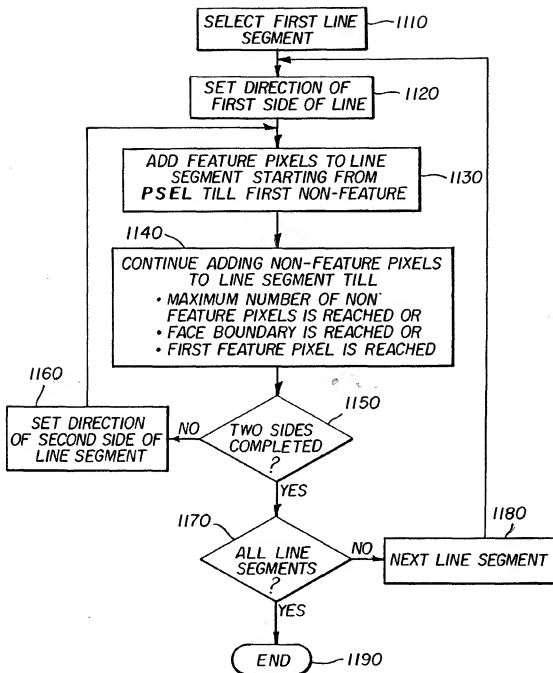 SELECT FIRST LINE
SEGMENT
1110
SET DIRECTION OF
FIRST SIDE OF LINE
1120
ADD FEATURE PIXELS TO LINE
SEGMENT STARTING FROM
PSEL TILL FIRST NON-FEATURE
1130
1140
CONTINUE ADDING NON-FEATURE PIXELS
TO LINE SEGMENT TILL
• MAXIMUM NUMBER OF NON
FEATURE PIXELS IS REACHED OR
• FACE BOUNDARY IS REACHED OR
• FIRST FEATURE PIXEL IS REACHED
1160
SET DIRECTION
OF SECOND SIDE OF
LINE SEGMENT
NO
1150
TWO SIDES
COMPLETED
?
YES
1170
ALL LINE
SEGMENTS
?
NO
1180
NEXT LINE SEGMENT
YES
END
1190